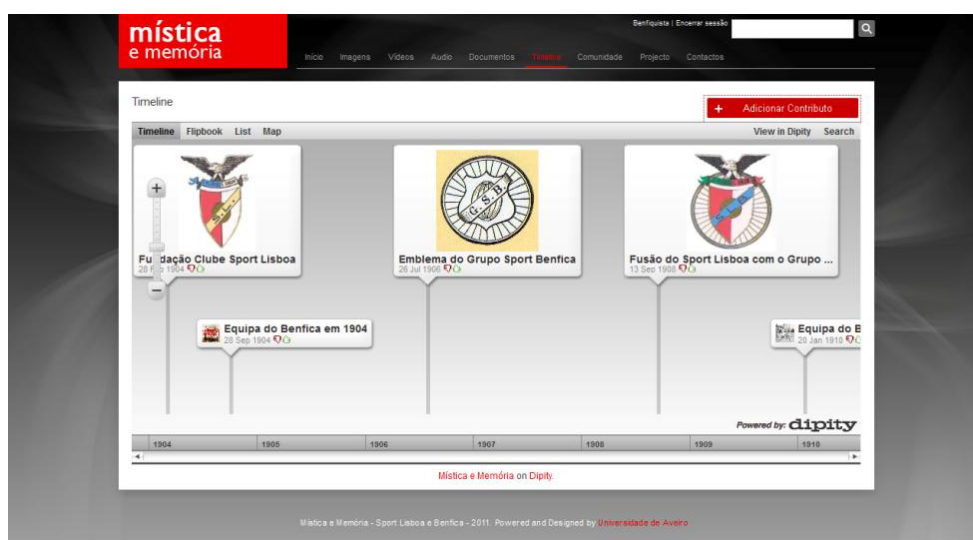 mística
e memória
Benfiquista | Encerrar sessão
Início Imagens Vídeos Audio Documentos Timeline Comunidade Projecto Contactos
Timeline
+ Adicionar Contributo
Timeline Flipbook List Map View in Dipity Search
+
Fundação Clube Sport Lisboa
1904
G.S.B.
Emblema do Grupo Sport Benfica
26 Jul 1906
Fusão do Sport Lisboa com o Grupo ...
13 Sep 1908
Equipa do Benfica em 1904
28 Sep 1904
Equipa do B
20 Jan 1910
Powered by: dipity
1904 1905 1906 1907 1908 1909 1910
Mística e Memória on Dipity.
Mística e Memória - Sport Lisboa e Benfica - 2011. Powered and Designed by Universidade de Aveiro